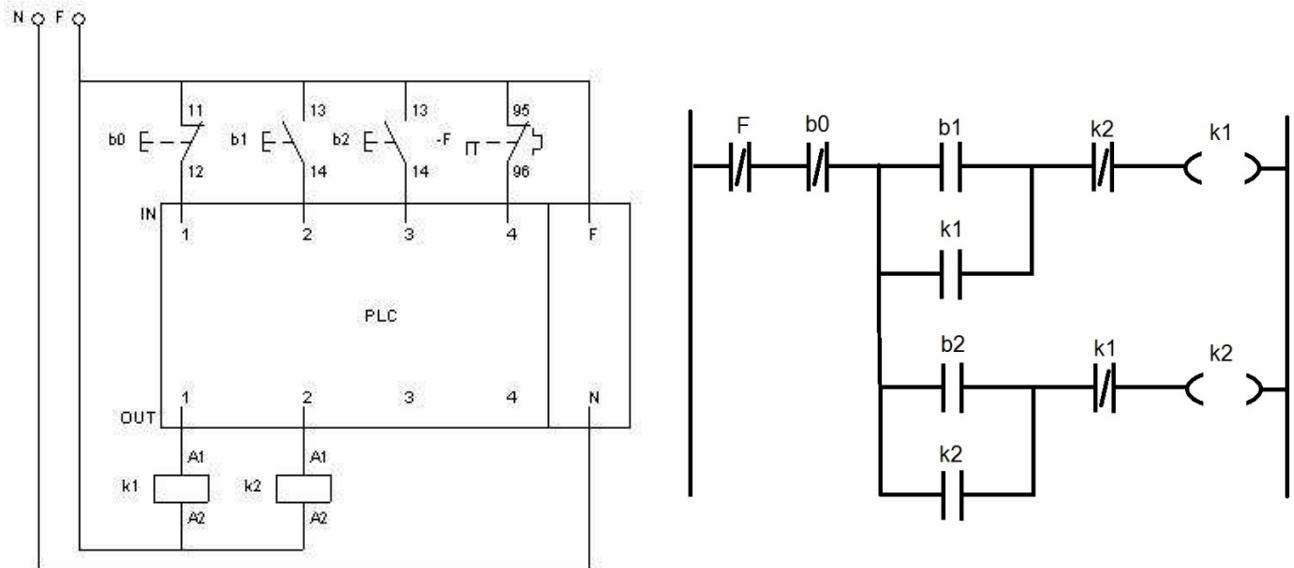 N F
11 13 13 95
b0 b1 b2 -F
12 14 14 96
IN
1 2 3 4 F
PLC
1 2 3 4 N
OUT
A1 A1
k1 k2
A2 A2
F b0 b1 k2 k1
k1
b2 k1 k2
k2